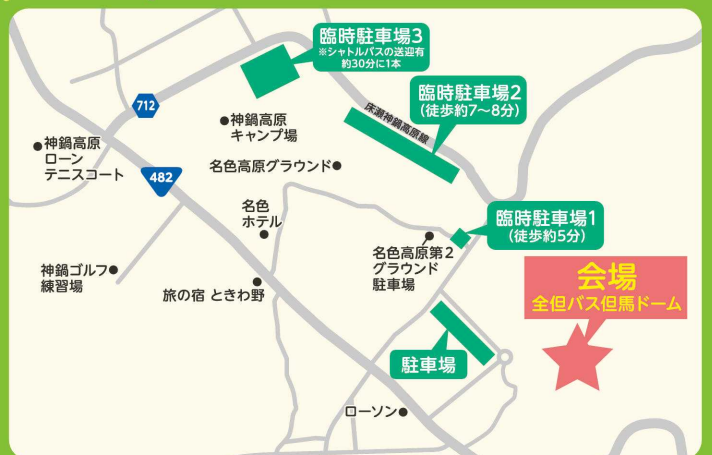 臨時駐車場3
※シャトルバスの送迎有
約30分に1本
臨時駐車場2
(徒歩約7〜8分)
712
床瀬神鍋高原線
神鍋高原
キャンプ場
神鍋高原
ローン
テニスコート
名色高原グラウンド
482
名色
ホテル
臨時駐車場1
(徒歩約5分)
名色高原第2
グラウンド
駐車場
会場
全但バス但馬ドーム
神鍋ゴルフ
練習場
旅の宿 ときわ野
駐車場
ローソン